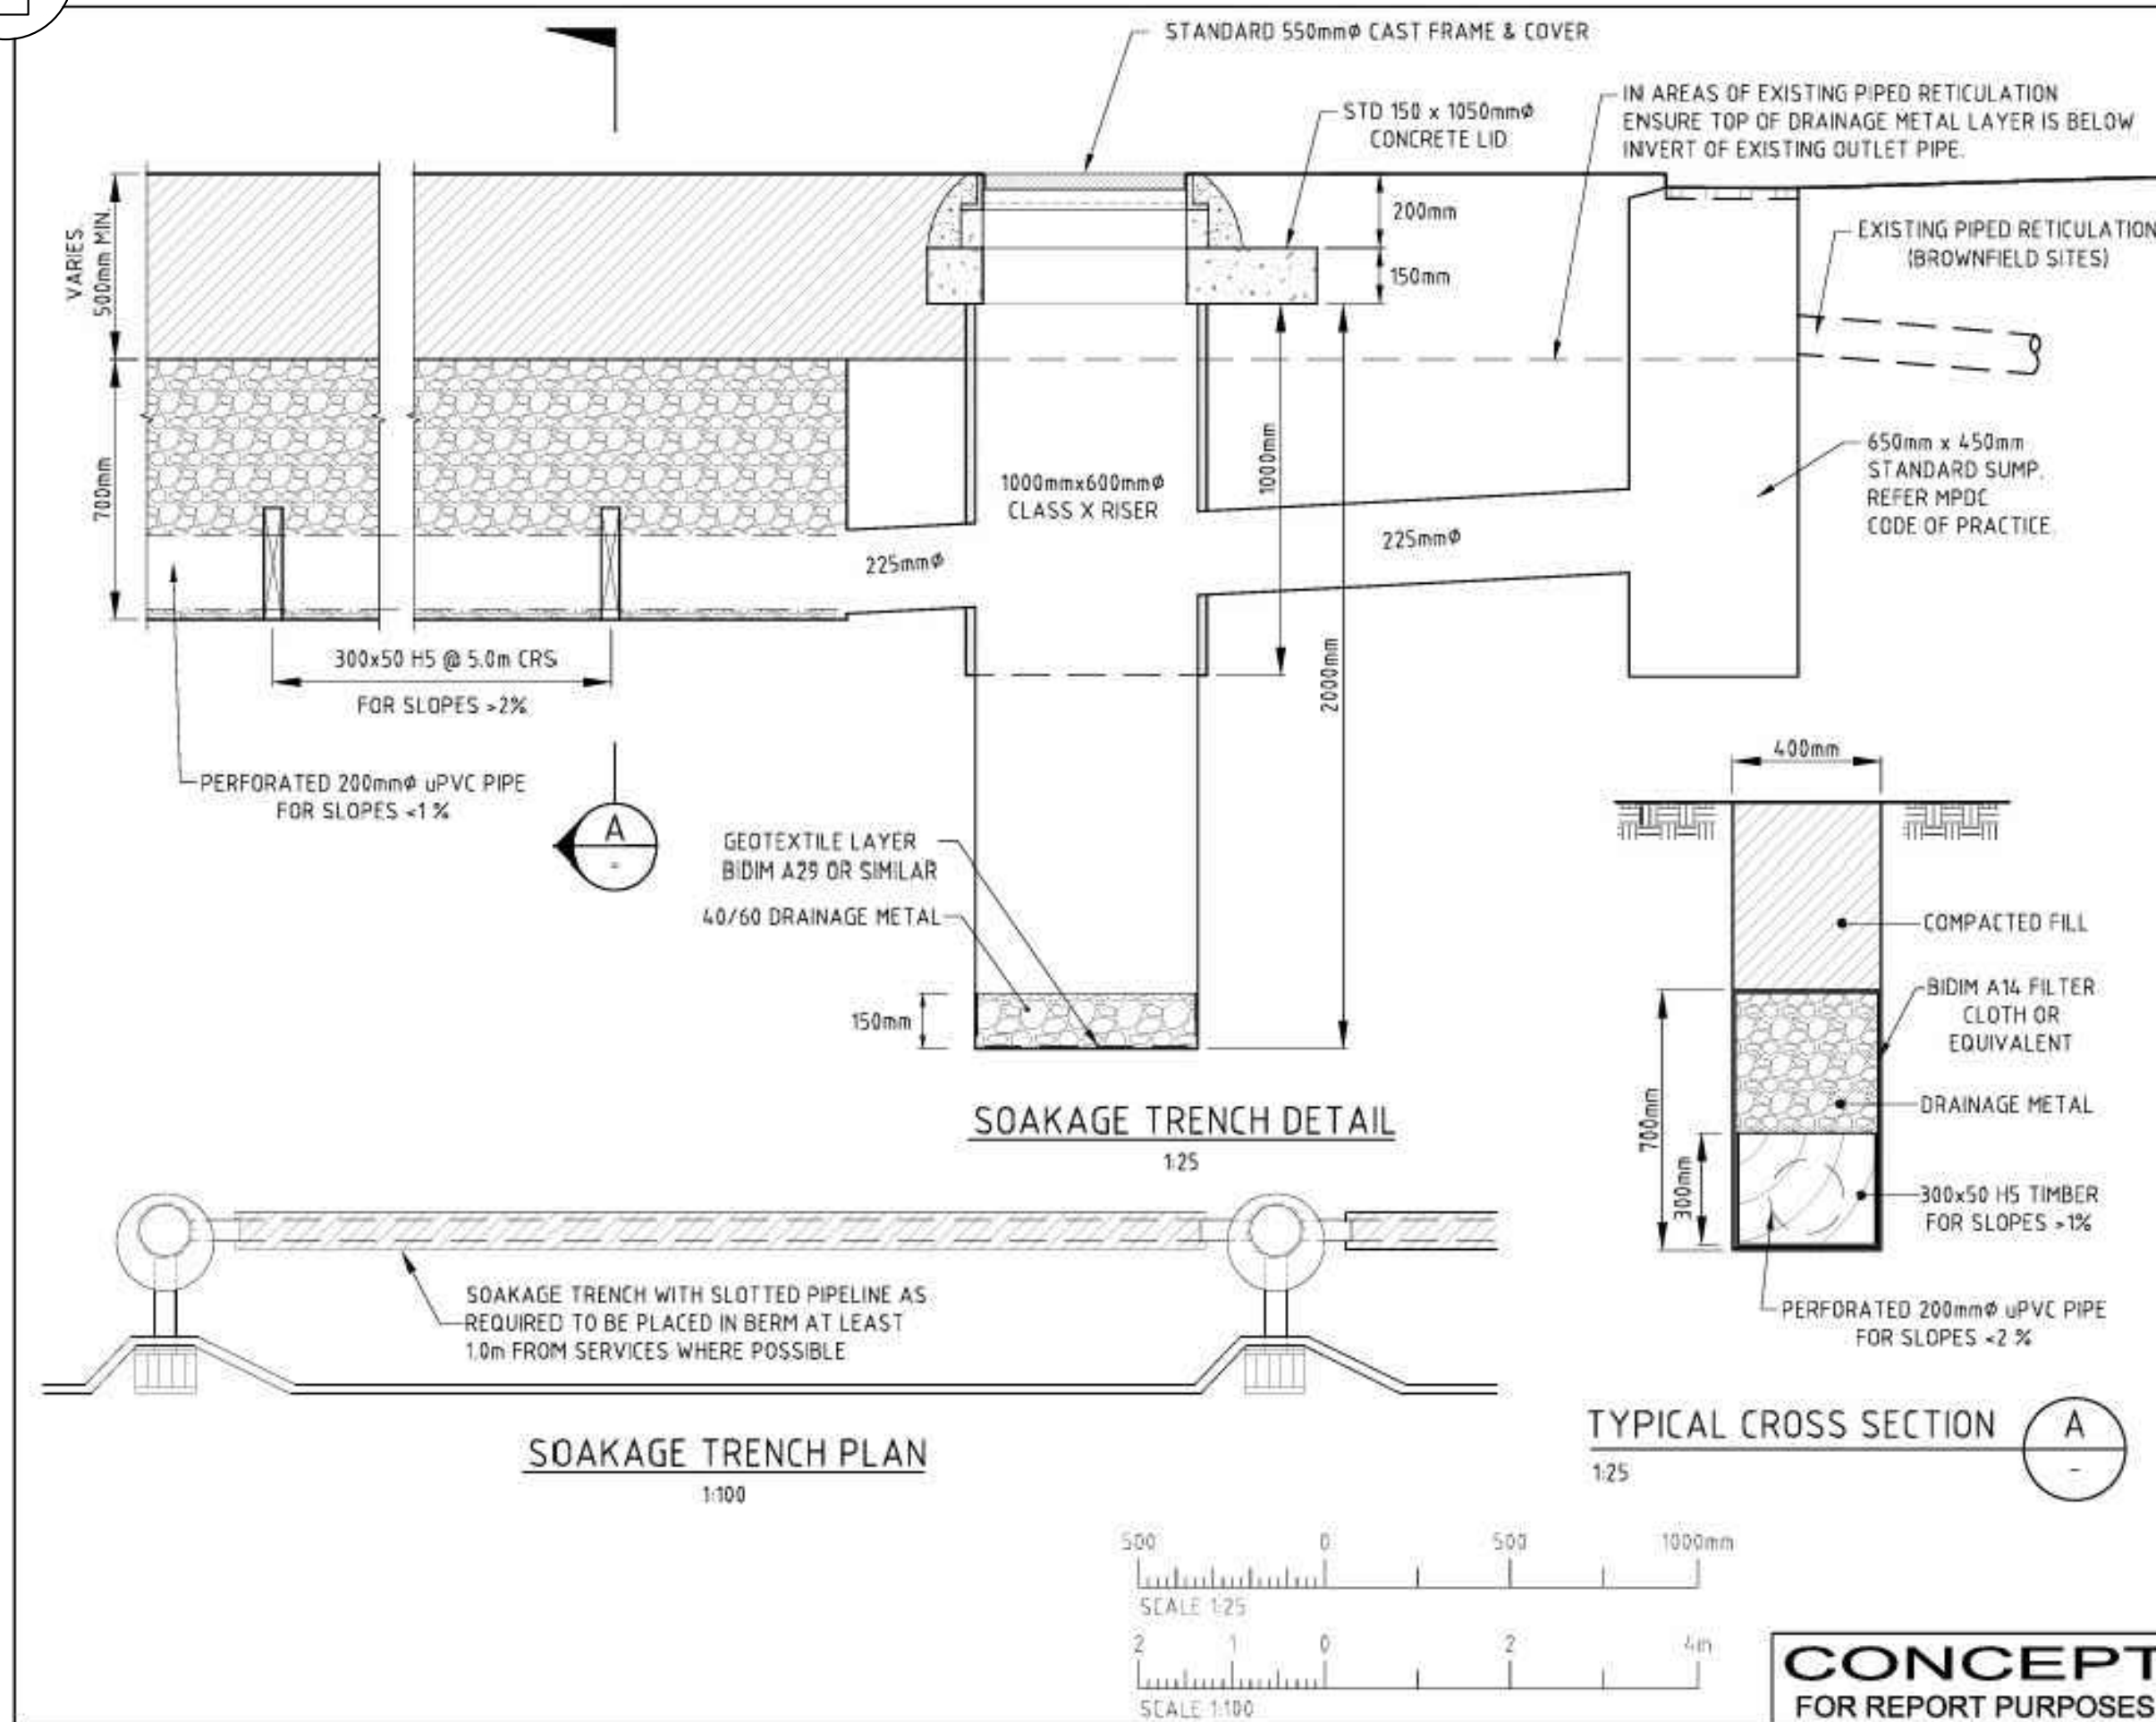 STANDARD 550mmϕ CAST FRAME & COVER
STD 150 x 1050mmϕ
CONCRETE LID
IN AREAS OF EXISTING PIPED RETICULATION
ENSURE TOP OF DRAINAGE METAL LAYER IS BELOW
INVERT OF EXISTING OUTLET PIPE.
200mm
150mm
EXISTING PIPED RETICULATION
(BROWNFIELD SITES)
VARIES
500mm MIN.
700mm
1000mmx600mmϕ
CLASS X RISER
1000mm
2000mm
225mmϕ
225mmϕ
650mm x 450mm
STANDARD SUMP.
REFER MPDC
CODE OF PRACTICE.
300x50 H5 @ 5.0m CRS
FOR SLOPES >2%
PERFORATED 200mmϕ uPVC PIPE
FOR SLOPES <1 %
A
-
GEOTEXTILE LAYER
BIDIM A29 OR SIMILAR
40/60 DRAINAGE METAL
150mm
SOAKAGE TRENCH DETAIL
1:25
400mm
COMPACTED FILL
BIDIM A14 FILTER
CLOTH OR
EQUIVALENT
DRAINAGE METAL
700mm
300mm
300x50 H5 TIMBER
FOR SLOPES >1%
PERFORATED 200mmϕ uPVC PIPE
FOR SLOPES <2 %
TYPICAL CROSS SECTION
1:25
A
-
SOAKAGE TRENCH WITH SLOTTED PIPELINE AS
REQUIRED TO BE PLACED IN BERM AT LEAST
1.0m FROM SERVICES WHERE POSSIBLE
SOAKAGE TRENCH PLAN
1:100
500 0 500 1000mm
SCALE 1:25
2 1 0 2 4m
SCALE 1:100
CONCEPT
FOR REPORT PURPOSES